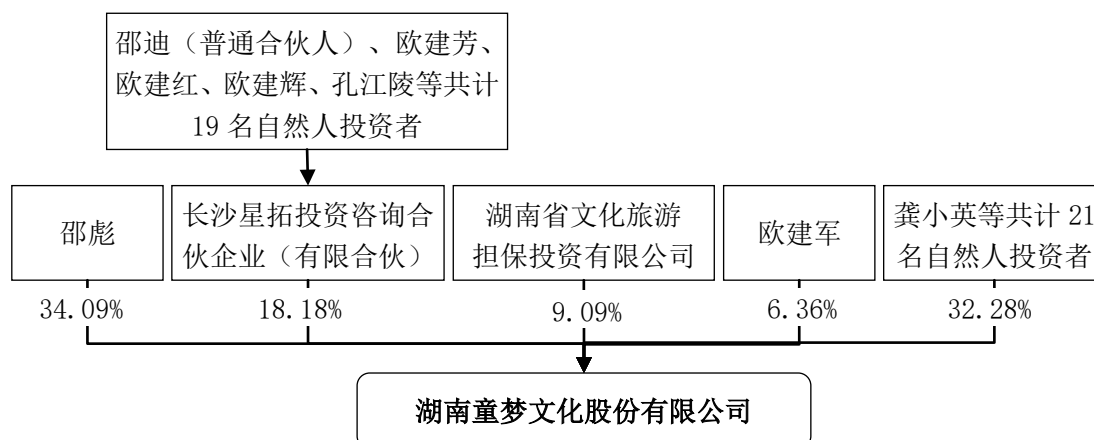 邵迪（普通合伙人）、欧建芳、
欧建红、欧建辉、孔江陵等共计
19 名自然人投资者
邵彪
长沙星拓投资咨询合
伙企业（有限合伙）
湖南省文化旅游
担保投资有限公司
欧建军
龚小英等共计 21
名自然人投资者
34.09%
18.18%
9.09%
6.36%
32.28%
湖南童梦文化股份有限公司